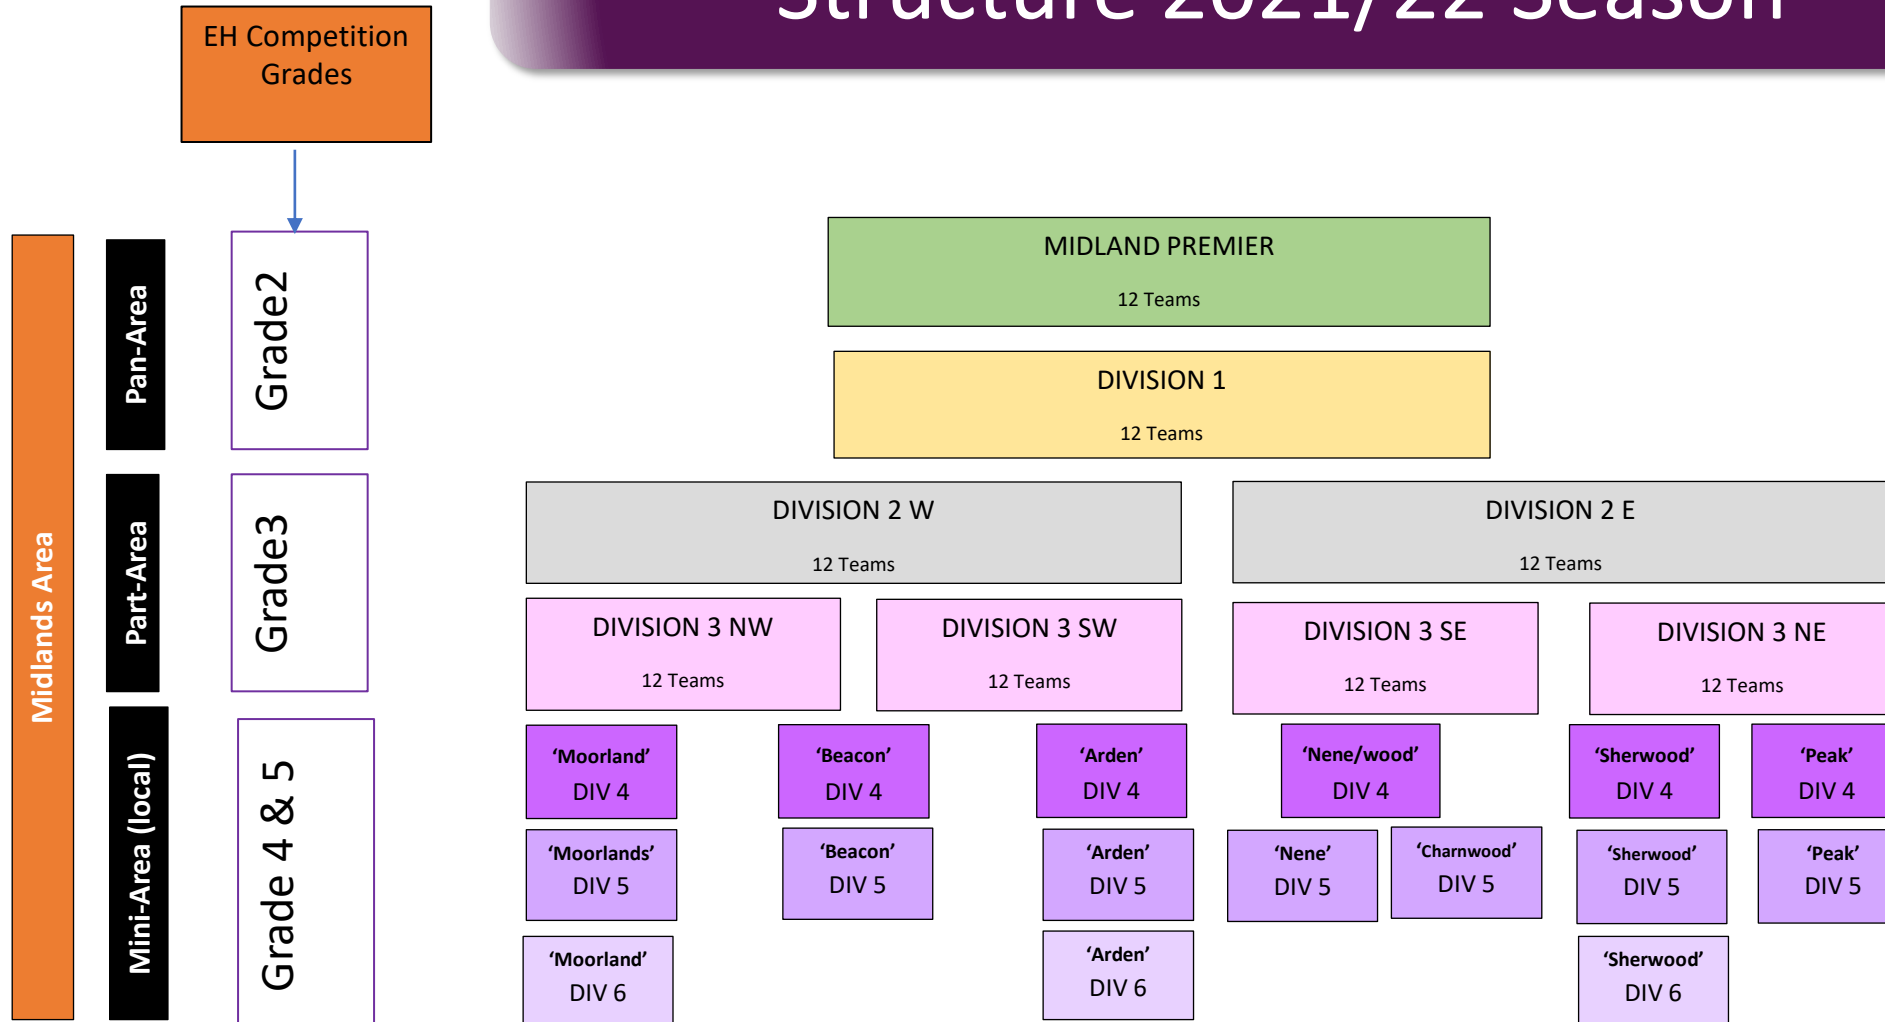 Structure 2021/22 Season
EH Competition
Grades
Midlands Area
Pan-Area
Grade2
MIDLAND PREMIER
12 Teams
DIVISION 1
12 Teams
Part-Area
Grade3
DIVISION 2 W
12 Teams
DIVISION 2 E
12 Teams
DIVISION 3 NW
12 Teams
DIVISION 3 SW
12 Teams
DIVISION 3 SE
12 Teams
DIVISION 3 NE
12 Teams
Mini-Area (local)
Grade 4 & 5
‘Moorland’
DIV 4
‘Beacon’
DIV 4
‘Arden’
DIV 4
‘Nene/wood’
DIV 4
‘Sherwood’
DIV 4
‘Peak’
DIV 4
‘Moorlands’
DIV 5
‘Beacon’
DIV 5
‘Arden’
DIV 5
‘Nene’
DIV 5
‘Charnwood’
DIV 5
‘Sherwood’
DIV 5
‘Peak’
DIV 5
‘Moorland’
DIV 6
‘Arden’
DIV 6
‘Sherwood’
DIV 6